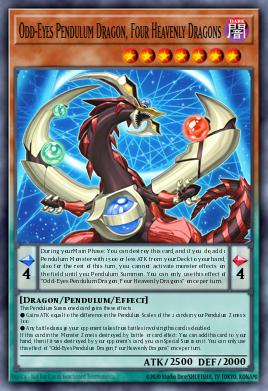 ODD-EYES PENDULUM DRAGON, FOUR HEAVENLY DRAGONS
DARK
闇
During your Main Phase: You can destroy this card, and if you do, add 1
Pendulum Monster with 1500 or less ATK from your Deck to your hand,
also for the rest of this turn, you cannot activate monster effects on
the field until you Pendulum Summon. You can only use this effect of
"Odd-Eyes Pendulum Dragon, Four Heavenly Dragons" once per turn.
4
4
[DRAGON/PENDULUM/EFFECT]
This Pendulum Summoned card gains these effects.
● Gains ATK equal to the difference in the Pendulum Scales of the 2 cards in your Pendulum Zones x
100.
● Any battle damage your opponent takes from battles involving this card is doubled.
If this card in the Monster Zone is destroyed by battle or card effect: You can add this card to your
hand, then if it was destroyed by your opponent's card, you can Special Summon it. You can only use this
effect of "Odd-Eyes Pendulum Dragon, Four Heavenly Dragons" once per turn.
ATK/2500 DEF/2000